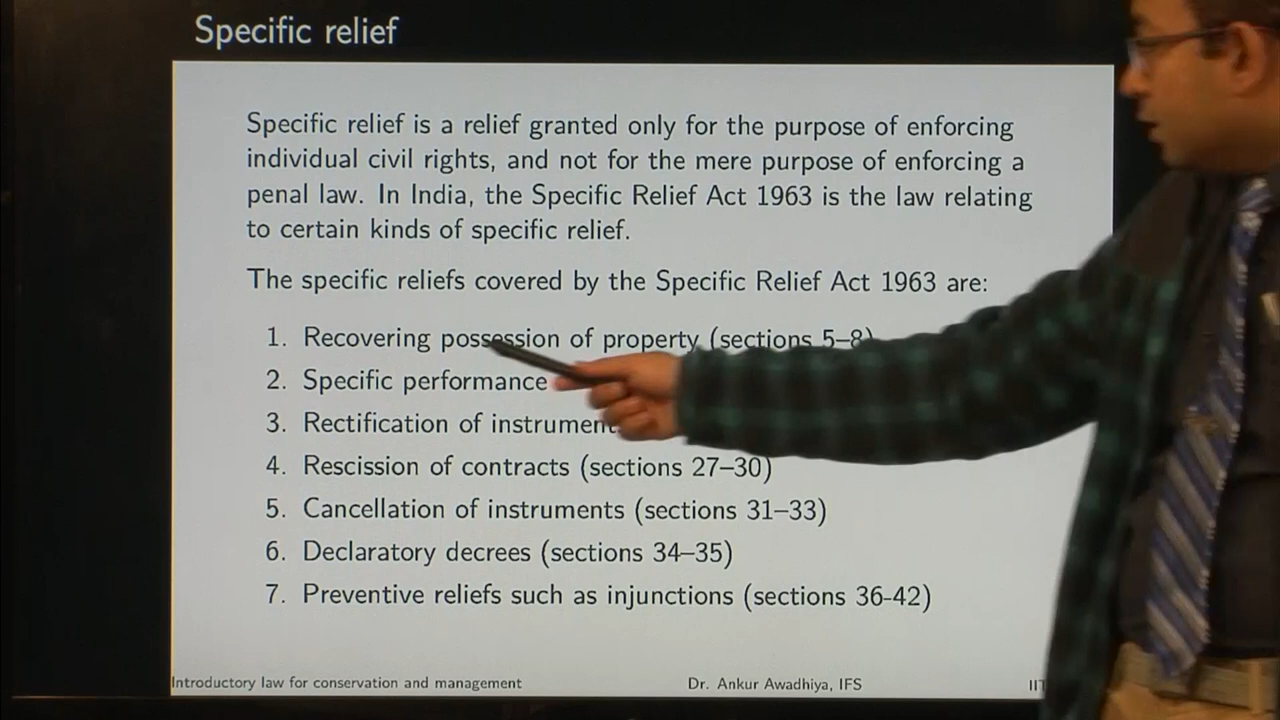 Specific relief
Specific relief is a relief granted only for the purpose of enforcing
individual civil rights, and not for the mere purpose of enforcing a
penal law. In India, the Specific Relief Act 1963 is the law relating
to certain kinds of specific relief.
The specific reliefs covered by the Specific Relief Act 1963 are:
1. Recovering possession of property (sections 5–8)
2. Specific performance
3. Rectification of instrument
4. Rescission of contracts (sections 27–30)
5. Cancellation of instruments (sections 31–33)
6. Declaratory decrees (sections 34–35)
7. Preventive reliefs such as injunctions (sections 36-42)
Introductory law for conservation and management Dr. Ankur Awadhiya, IFS